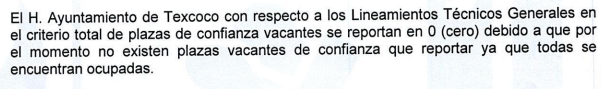 El H. Ayuntamiento de Texcoco con respecto a los Lineamientos Técnicos Generales en
el criterio total de plazas de confianza vacantes se reportan en 0 (cero) debido a que por
el momento no existen plazas vacantes de confianza que reportar ya que todas se
encuentran ocupadas.